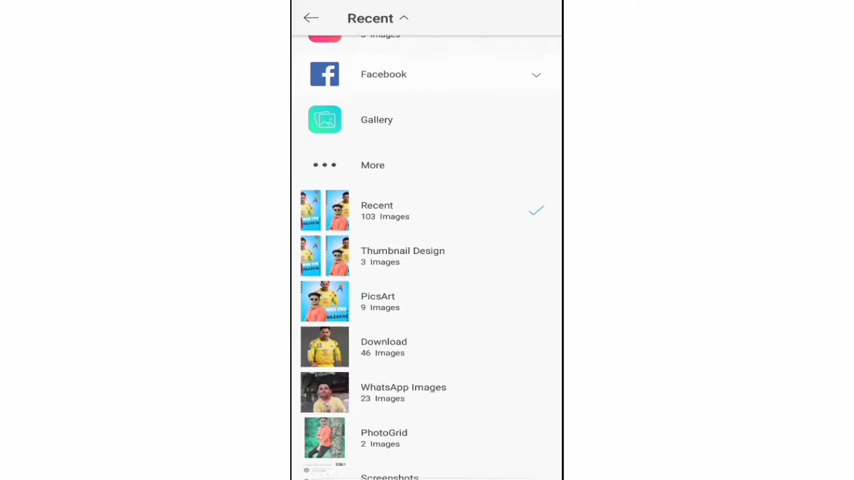 Recent
Facebook
Gallery
More
Recent
103 Images
Thumbnail Design
3 Images
PicsArt
9 Images
Download
46 Images
WhatsApp Images
23 Images
PhotoGrid
2 Images
Screenshots